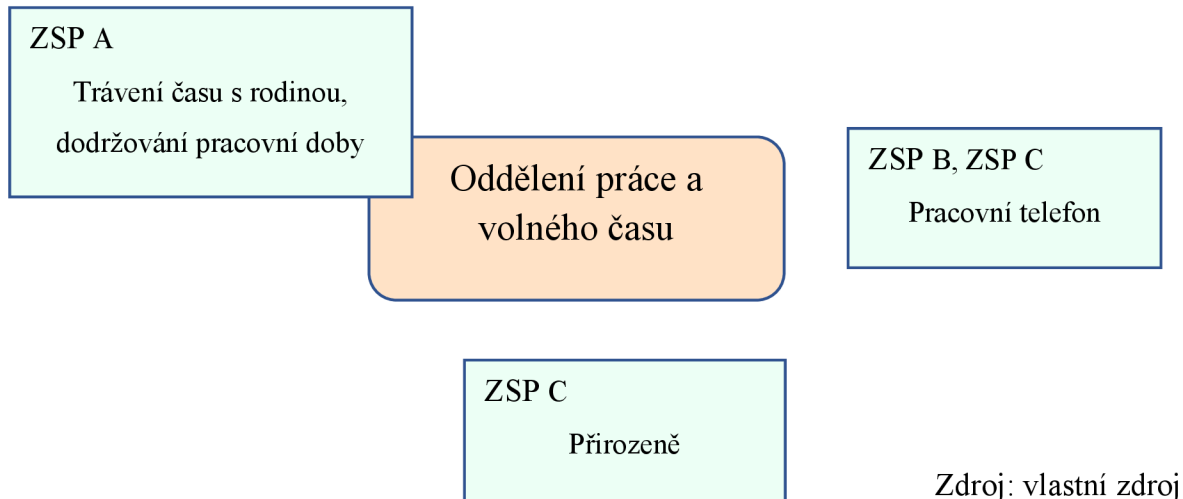 ZSP A
Trávení času s rodinou,
dodržování pracovní doby
Oddělení práce a
volného času
ZSP B, ZSP C
Pracovní telefon
ZSP C
Přirozeně
Zdroj: vlastní zdroj